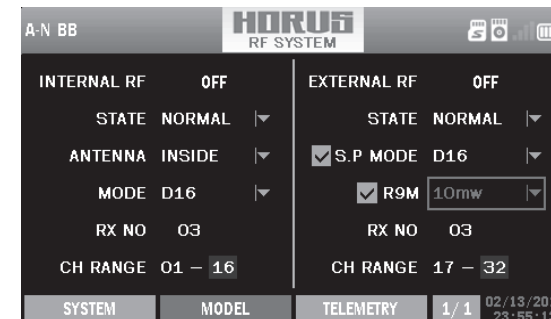 A-N BB
HORUS
RF SYSTEM
S
INTERNAL RF OFF
STATE NORMAL
ANTENNA INSIDE
MODE D16
RX NO 03
CH RANGE 01 – 16
EXTERNAL RF OFF
STATE NORMAL
S.P MODE D16
R9M 10mw
RX NO 03
CH RANGE 17 – 32
SYSTEM MODEL TELEMETRY 1/1
02/13/20
23:55:1